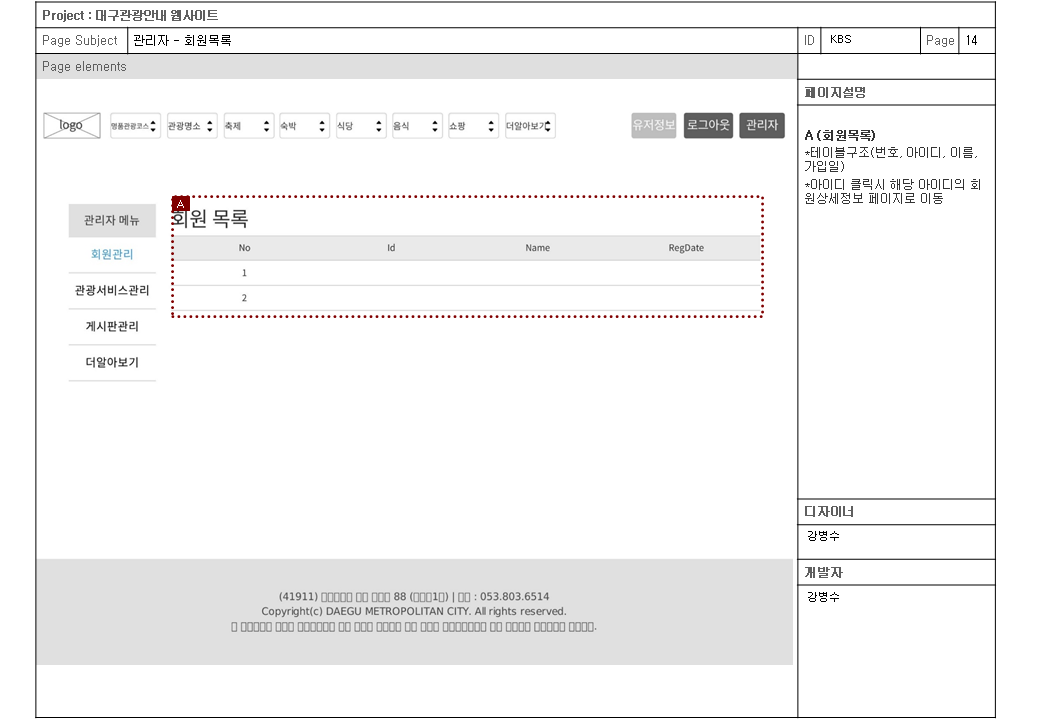 Project : 대구관광안내 웹사이트
Page Subject 관리자 - 회원목록 ID KBS Page 14
Page elements
페이지설명
logo 명품관광코스 관광명소 축제 숙박 식당 음식 쇼핑 더알아보기 유저정보 로그아웃 관리자
A (회원목록)
*테이블구조(번호, 아이디, 이름,
가입일)
*아이디 클릭시 해당 아이디의 회
원상세정보 페이지로 이동
A
관리자 메뉴
회원관리
관광서비스관리
게시판관리
더알아보기
회원 목록
No Id Name RegDate
1
2
디자이너
강병수
개발자
강병수
(41911) 88 ( 1 ) | : 053.803.6514
Copyright(c) DAEGU METROPOLITAN CITY. All rights reserved.